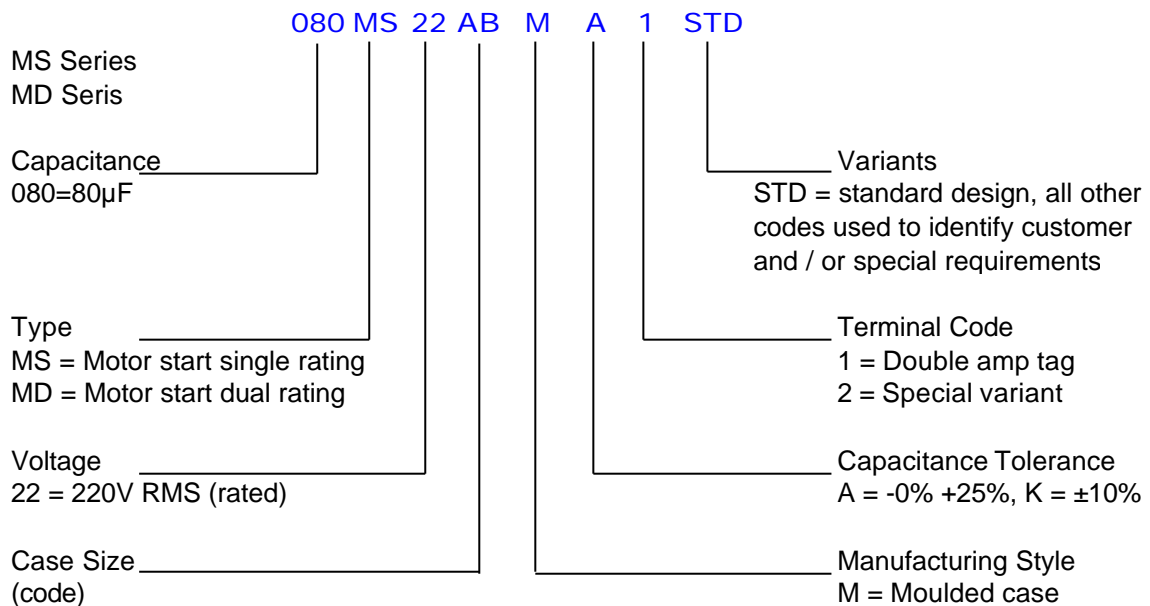 080 MS 22 AB M A 1 STD
MS Series
MD Seris
Capacitance
080=80µF
Variants
STD = standard design, all other
codes used to identify customer
and / or special requirements
Type
MS = Motor start single rating
MD = Motor start dual rating
Terminal Code
1 = Double amp tag
2 = Special variant
Voltage
22 = 220V RMS (rated)
Capacitance Tolerance
A = -0% +25%, K = ±10%
Case Size
(code)
Manufacturing Style
M = Moulded case